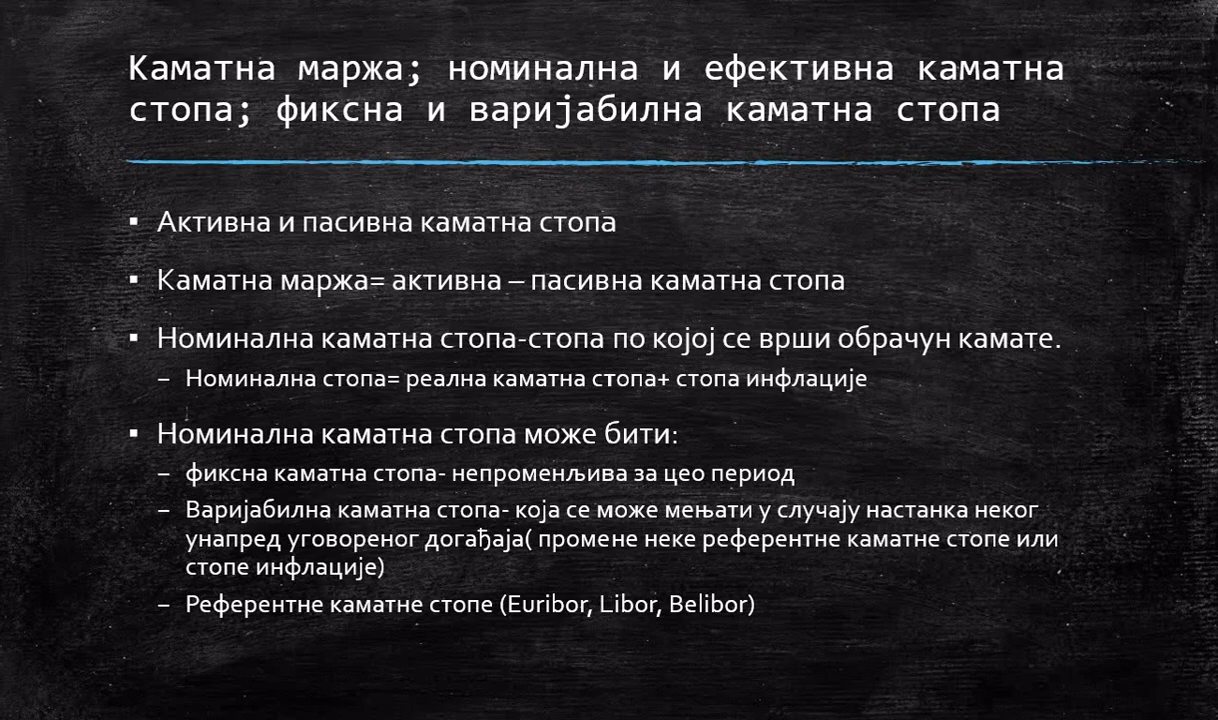 Каматна маржа; номинална и ефективна каматна
стопа; фиксна и варијабилна каматна стопа
▪ Активна и пасивна каматна стопа
▪ Каматна маржа= активна – пасивна каматна стопа
▪ Номинална каматна стопа-стопа по којој се врши обрачун камате.
– Номинална стопа= реална каматна стопа+ стопа инфлације
▪ Номинална каматна стопа може бити:
– фиксна каматна стопа- непроменљива за цео период
– Варијабилна каматна стопа- која се може мењати у случају настанка неког
унапред уговореног догађаја( промене неке референтне каматне стопе или
стопе инфлације)
– Референтне каматне стопе (Euribor, Libor, Belibor)